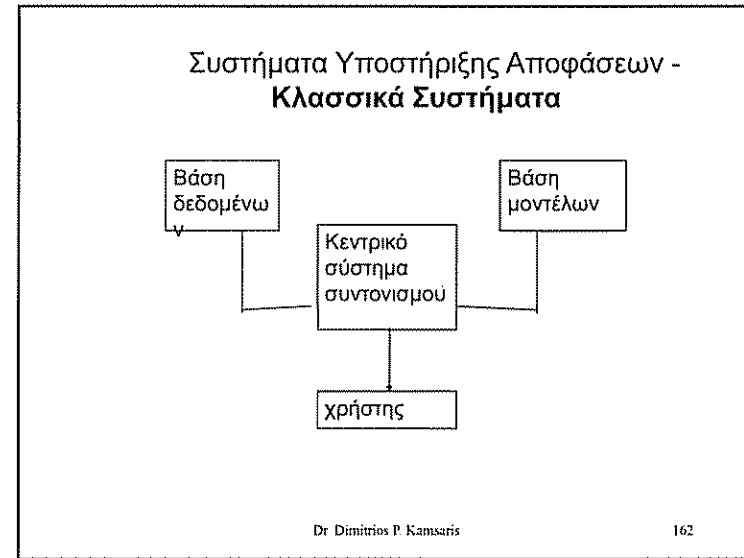 Συστήματα Υποστήριξης Αποφάσεων -
Κλασσικά Συστήματα
Βάση
δεδομένω
ν
Βάση
μοντέλων
Κεντρικό
σύστημα
συντονισμού
χρήστης
Dr Dimitrios P. Kamsaris
162